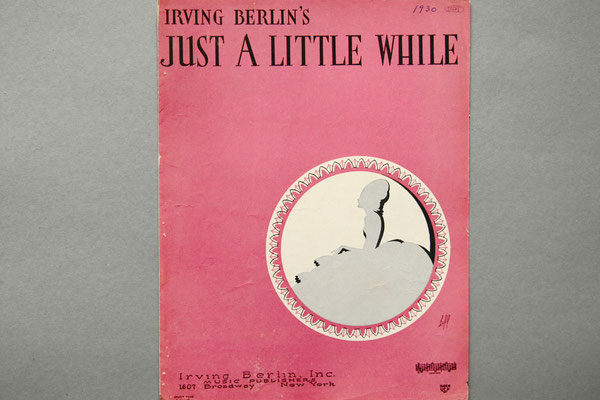 IRVING BERLIN'S
1930
JUST A LITTLE WHILE
Irving Berlin, Inc.
MUSIC PUBLISHERS
1607 Broadway New York